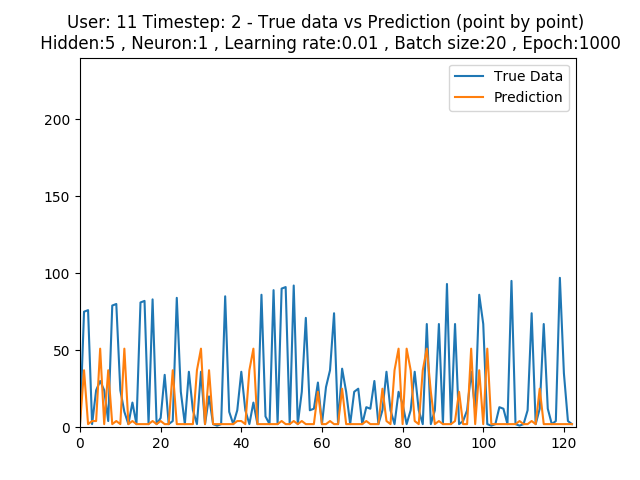 User: 11 Timestep: 2 - True data vs Prediction (point by point)
Hidden:5 , Neuron:1 , Learning rate:0.01 , Batch size:20 , Epoch:1000
True Data
Prediction
200
150
100
50
0
0 20 40 60 80 100 120